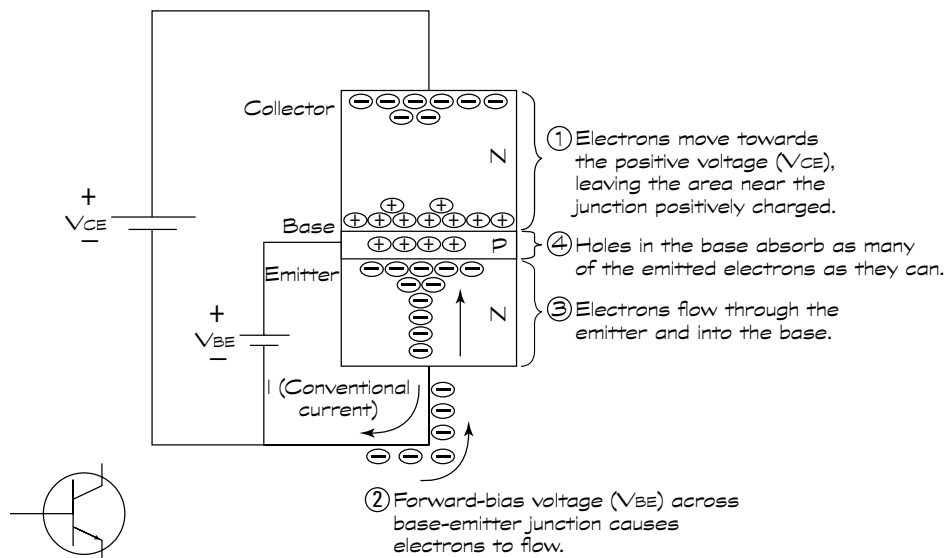 Collector
N
① Electrons move towards
the positive voltage (VCE),
leaving the area near the
junction positively charged.
+
VCE
−
Base
P
④ Holes in the base absorb as many
of the emitted electrons as they can.
Emitter
N
③ Electrons flow through the
emitter and into the base.
+
VBE
−
I (Conventional
current)
② Forward-bias voltage (VBE) across
base-emitter junction causes
electrons to flow.